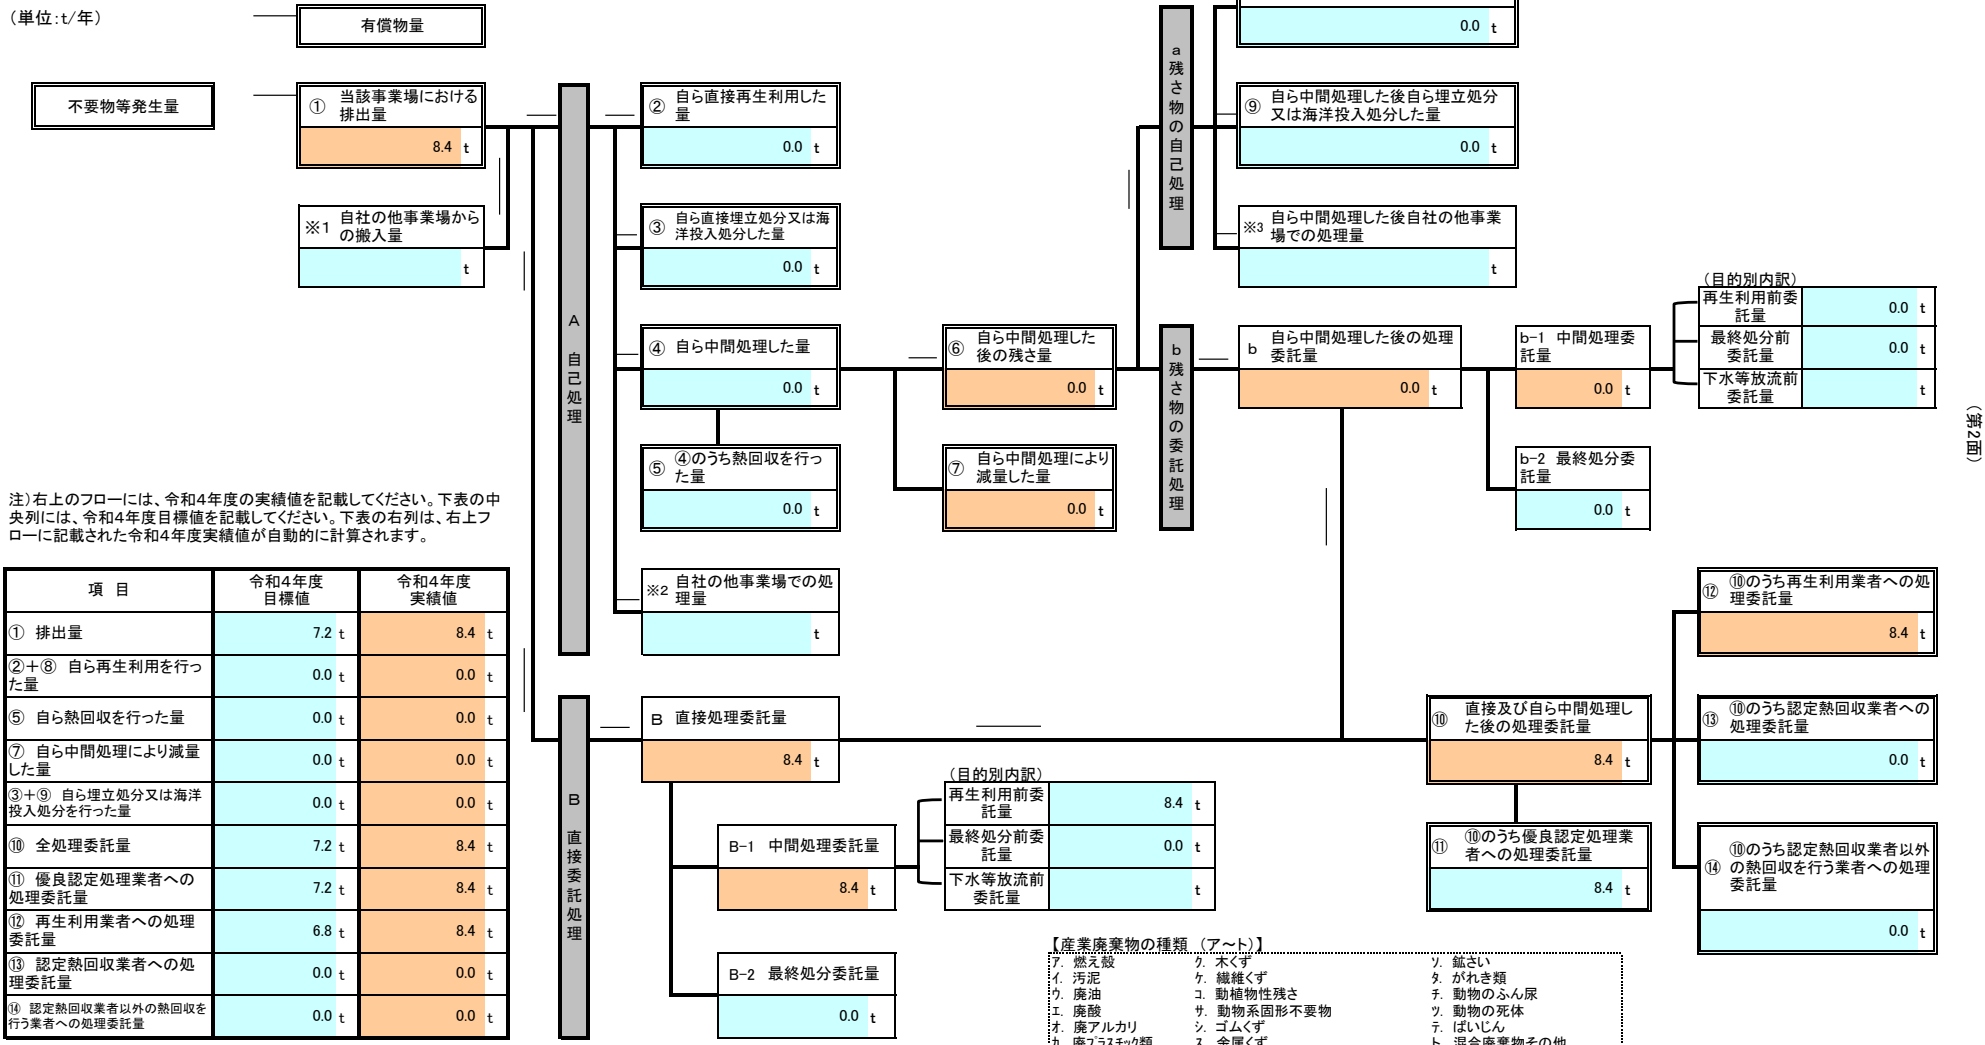 （単位：t/年）
有償物量
不要物等発生量
① 当該事業場における
排出量
8.4 t
※1 自社の他事業場から
の搬入量
t
A 自己処理
② 自ら直接再生利用した
量
0.0 t
③ 自ら直接埋立処分又は海
洋投入処分した量
0.0 t
④ 自ら中間処理した量
0.0 t
⑤ ④のうち熱回収を行っ
た量
0.0 t
※2 自社の他事業場での処
理量
t
⑥ 自ら中間処理した
後の残さ量
0.0 t
⑦ 自ら中間処理により
減量した量
0.0 t
a 残さ物の自己処理
0.0 t
⑨ 自ら中間処理した後自ら埋立処分
又は海洋投入処分した量
0.0 t
※3 自ら中間処理した後自社の他事業
場での処理量
t
b 残さ物の委託処理
b 自ら中間処理した後の処理
委託量
0.0 t
b-1 中間処理委
託量
0.0 t
b-2 最終処分委
託量
0.0 t
（目的別内訳）
再生利用前委
託量 0.0 t
最終処分前
委託量 0.0 t
下水等放流前
委託量 t
（第2面）
注）右上のフローには、令和4年度の実績値を記載してください。下表の中
央列には、令和4年度目標値を記載してください。下表の右列は、右上フ
ローに記載された令和4年度実績値が自動的に計算されます。
項 目 令和4年度
目標値 令和4年度
実績値
① 排出量 7.2 t 8.4 t
②＋⑧ 自ら再生利用を行っ
た量 0.0 t 0.0 t
⑤ 自ら熱回収を行った量 0.0 t 0.0 t
⑦ 自ら中間処理により減量
した量 0.0 t 0.0 t
③＋⑨ 自ら埋立処分又は海洋
投入処分を行った量 0.0 t 0.0 t
⑩ 全処理委託量 7.2 t 8.4 t
⑪ 優良認定処理業者への
処理委託量 7.2 t 8.4 t
⑫ 再生利用業者への処理
委託量 6.8 t 8.4 t
⑬ 認定熱回収業者への処
理委託量 0.0 t 0.0 t
⑭ 認定熱回収業者以外の熱回収を
行う業者への処理委託量 0.0 t 0.0 t
B 直接委託処理
B 直接処理委託量
8.4 t
B-1 中間処理委託量
8.4 t
B-2 最終処分委託量
0.0 t
（目的別内訳）
再生利用前委
託量 8.4 t
最終処分前委
託量 0.0 t
下水等放流前
委託量 t
⑩ 直接及び自ら中間処理し
た後の処理委託量
8.4 t
⑪ ⑩のうち優良認定処理業
者への処理委託量
8.4 t
⑫ ⑩のうち再生利用業者への処
理委託量
8.4 t
⑬ ⑩のうち認定熱回収業者への
処理委託量
0.0 t
⑭ ⑩のうち認定熱回収業者以外
の熱回収を行う業者への処理
委託量
0.0 t
【産業廃棄物の種類 （ア～ト）】
ア. 燃え殻 ク. 木くず ソ. 鉱さい
イ. 汚泥 ケ. 繊維くず タ. がれき類
ウ. 廃油 コ. 動植物性残さ チ. 動物のふん尿
エ. 廃酸 サ. 動物系固形不要物 ツ. 動物の死体
オ. 廃アルカリ シ. ゴムくず テ. ばいじん
カ. 廃プラスチック類 ス. 金属くず ト. 混合廃棄物その他